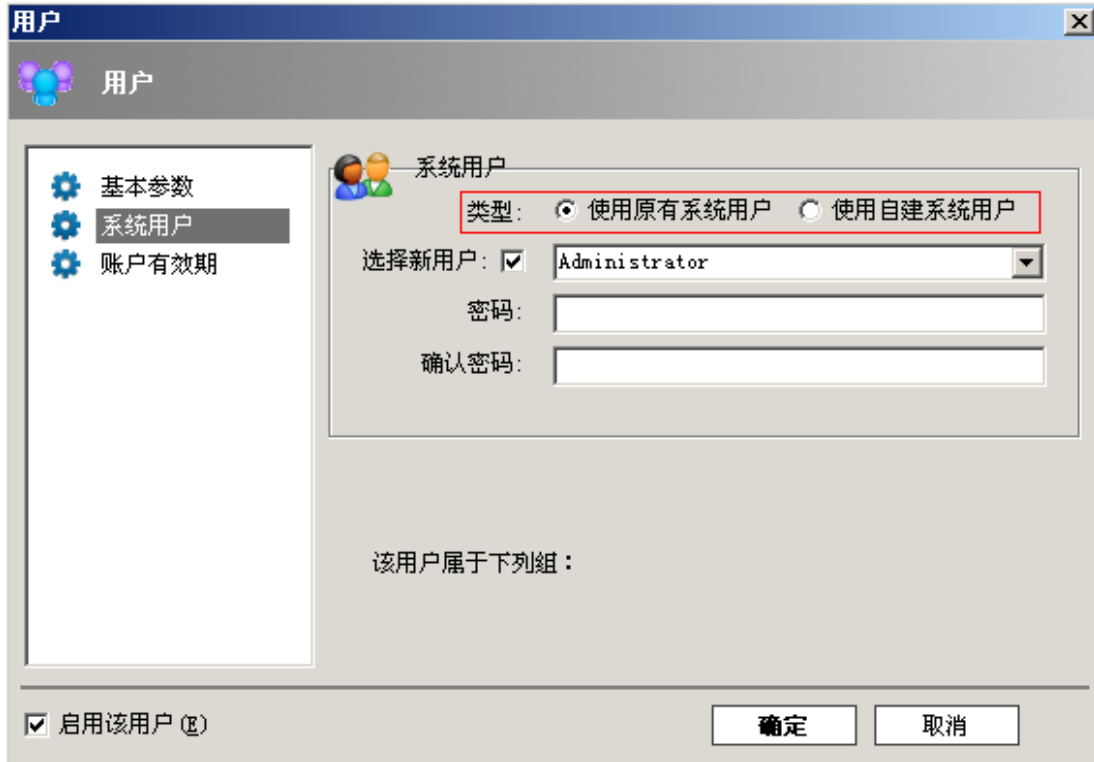 用户
用户
基本参数
系统用户
账户有效期
系统用户
类型: 使用原有系统用户 使用自建系统用户
选择新用户: Administrator
密码:
确认密码:
该用户属于下列组：
启用该用户(E)
确定 取消